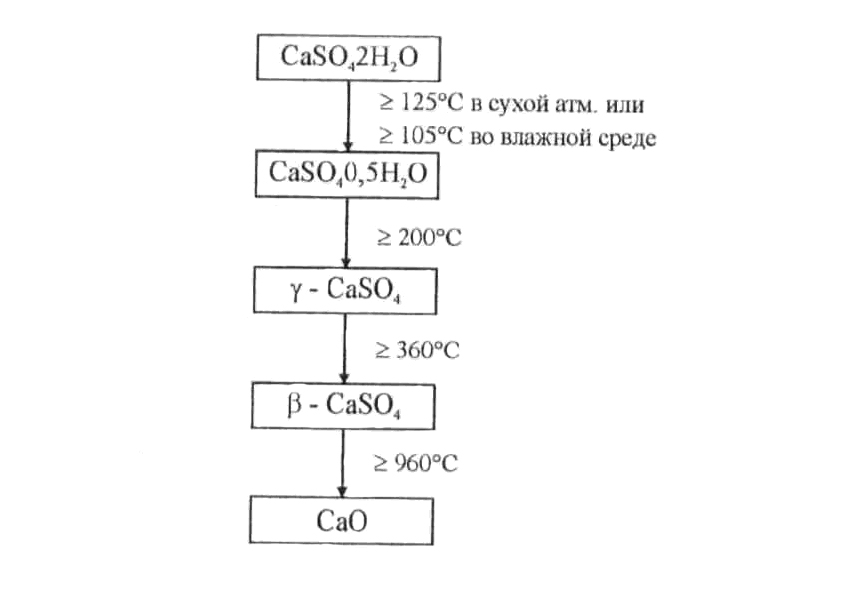 CaSO₄2H₂O
≥ 125°C в сухой атм. или
≥ 105°C во влажной среде
CaSO₄0,5H₂O
≥ 200°C
γ - CaSO₄
≥ 360°C
β - CaSO₄
≥ 960°C
CaO